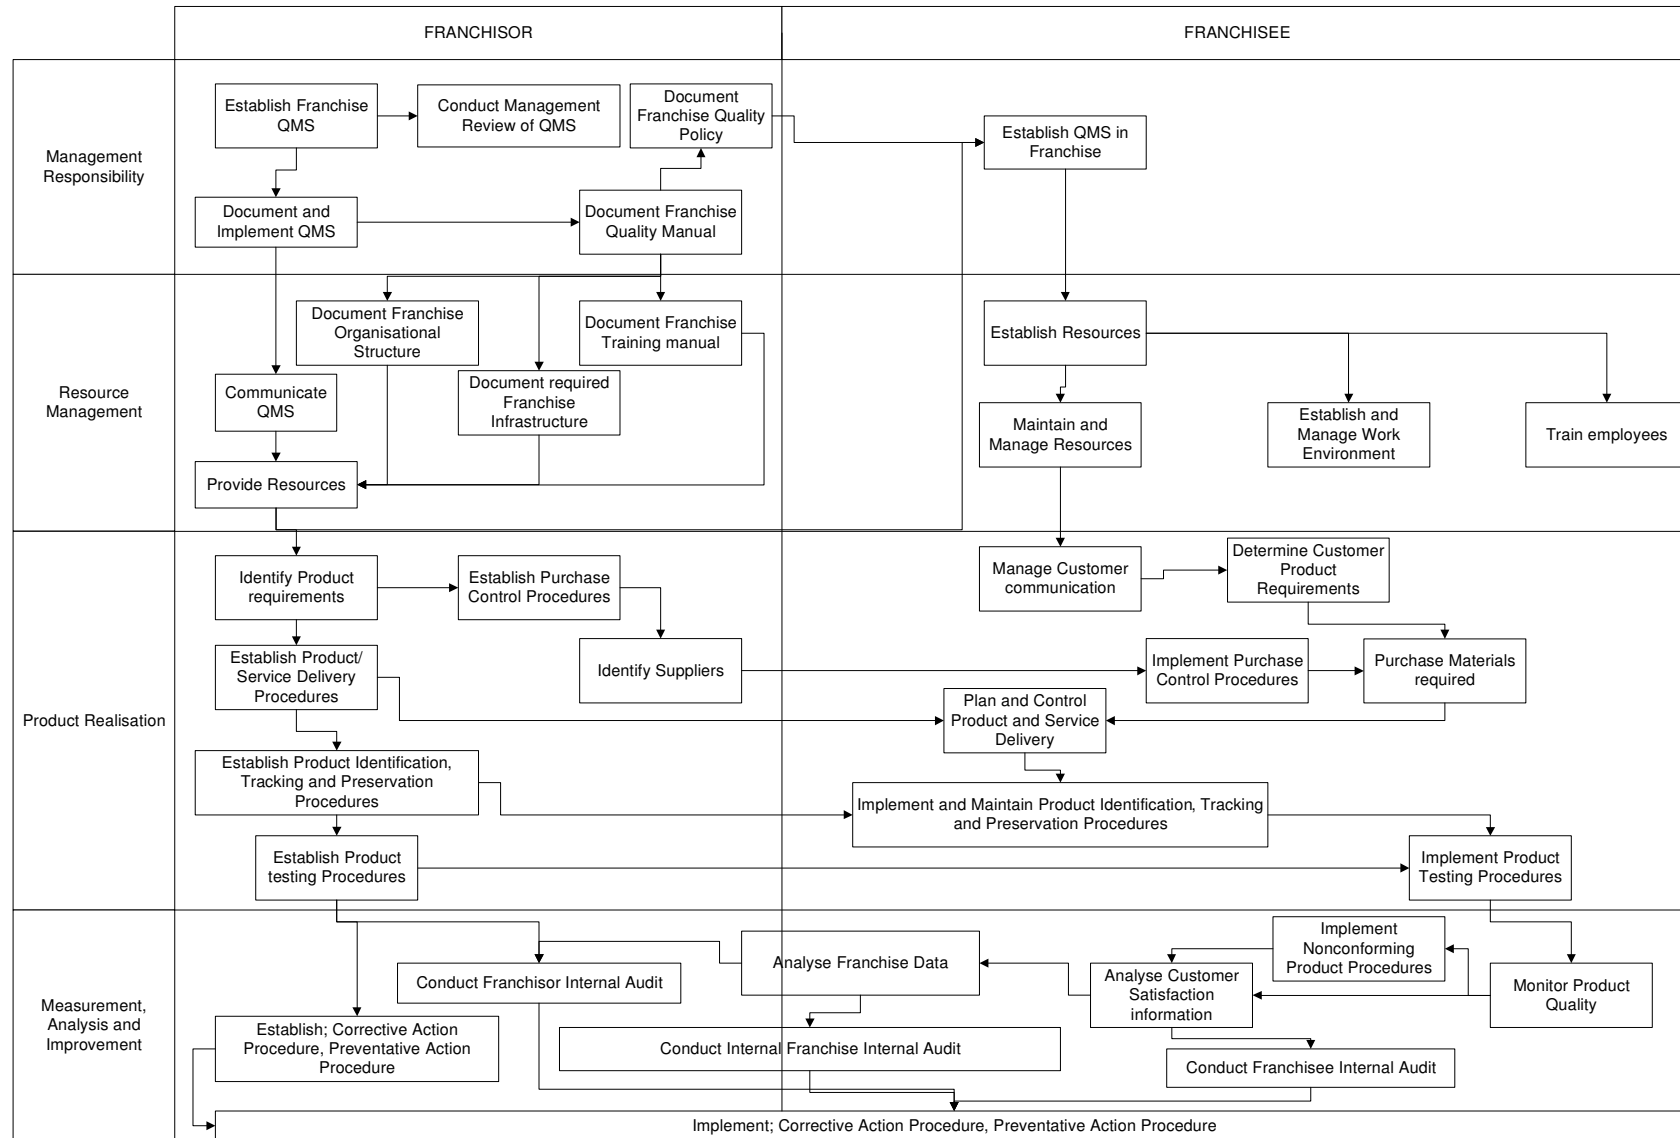 FRANCHISOR
FRANCHISEE
Management
Responsibility
Establish Franchise
QMS
Conduct Management
Review of QMS
Document
Franchise Quality
Policy
Establish QMS in
Franchise
Document and
Implement QMS
Document Franchise
Quality Manual
Resource
Management
Document Franchise
Organisational
Structure
Document Franchise
Training manual
Establish Resources
Communicate
QMS
Document required
Franchise
Infrastructure
Maintain and
Manage Resources
Establish and
Manage Work
Environment
Train employees
Provide Resources
Product Realisation
Identify Product
requirements
Establish Purchase
Control Procedures
Manage Customer
communication
Determine Customer
Product
Requirements
Establish Product/
Service Delivery
Procedures
Identify Suppliers
Implement Purchase
Control Procedures
Purchase Materials
required
Plan and Control
Product and Service
Delivery
Establish Product Identification,
Tracking and Preservation
Procedures
Implement and Maintain Product Identification, Tracking
and Preservation Procedures
Establish Product
testing Procedures
Implement Product
Testing Procedures
Measurement,
Analysis and
Improvement
Conduct Franchisor Internal Audit
Analyse Franchise Data
Analyse Customer
Satisfaction
information
Implement
Nonconforming
Product Procedures
Monitor Product
Quality
Establish; Corrective Action
Procedure, Preventative Action
Procedure
Conduct Internal Franchise Internal Audit
Conduct Franchisee Internal Audit
Implement; Corrective Action Procedure, Preventative Action Procedure